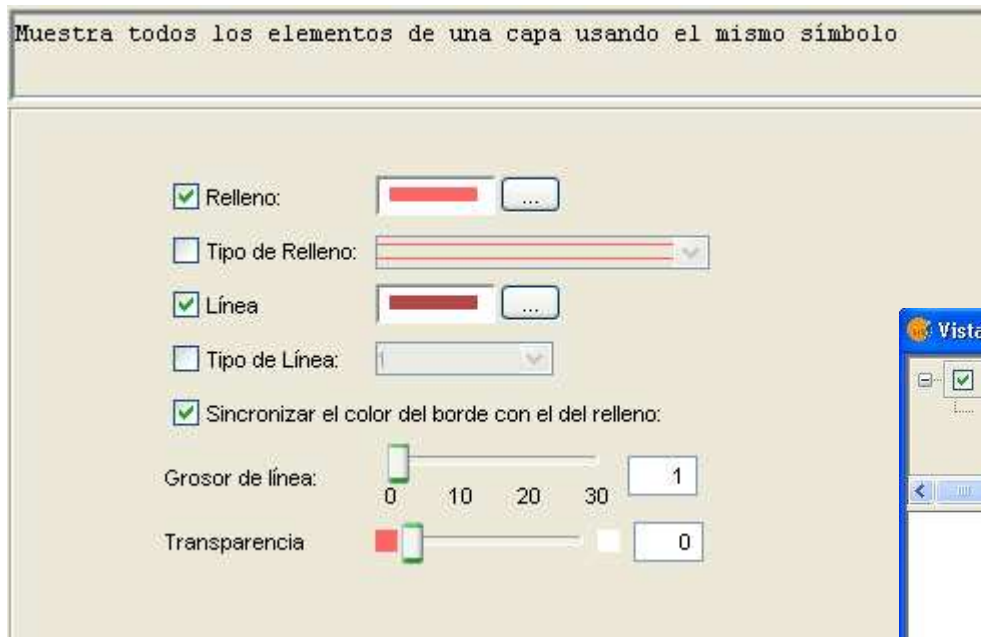 Muestra todos los elementos de una capa usando el mismo símbolo
Relleno:
...
Tipo de Relleno:
Línea
...
Tipo de Línea:
1
Sincronizar el color del borde con el del relleno:
Grosor de línea:
0 10 20 30
1
Transparencia
0
Vista